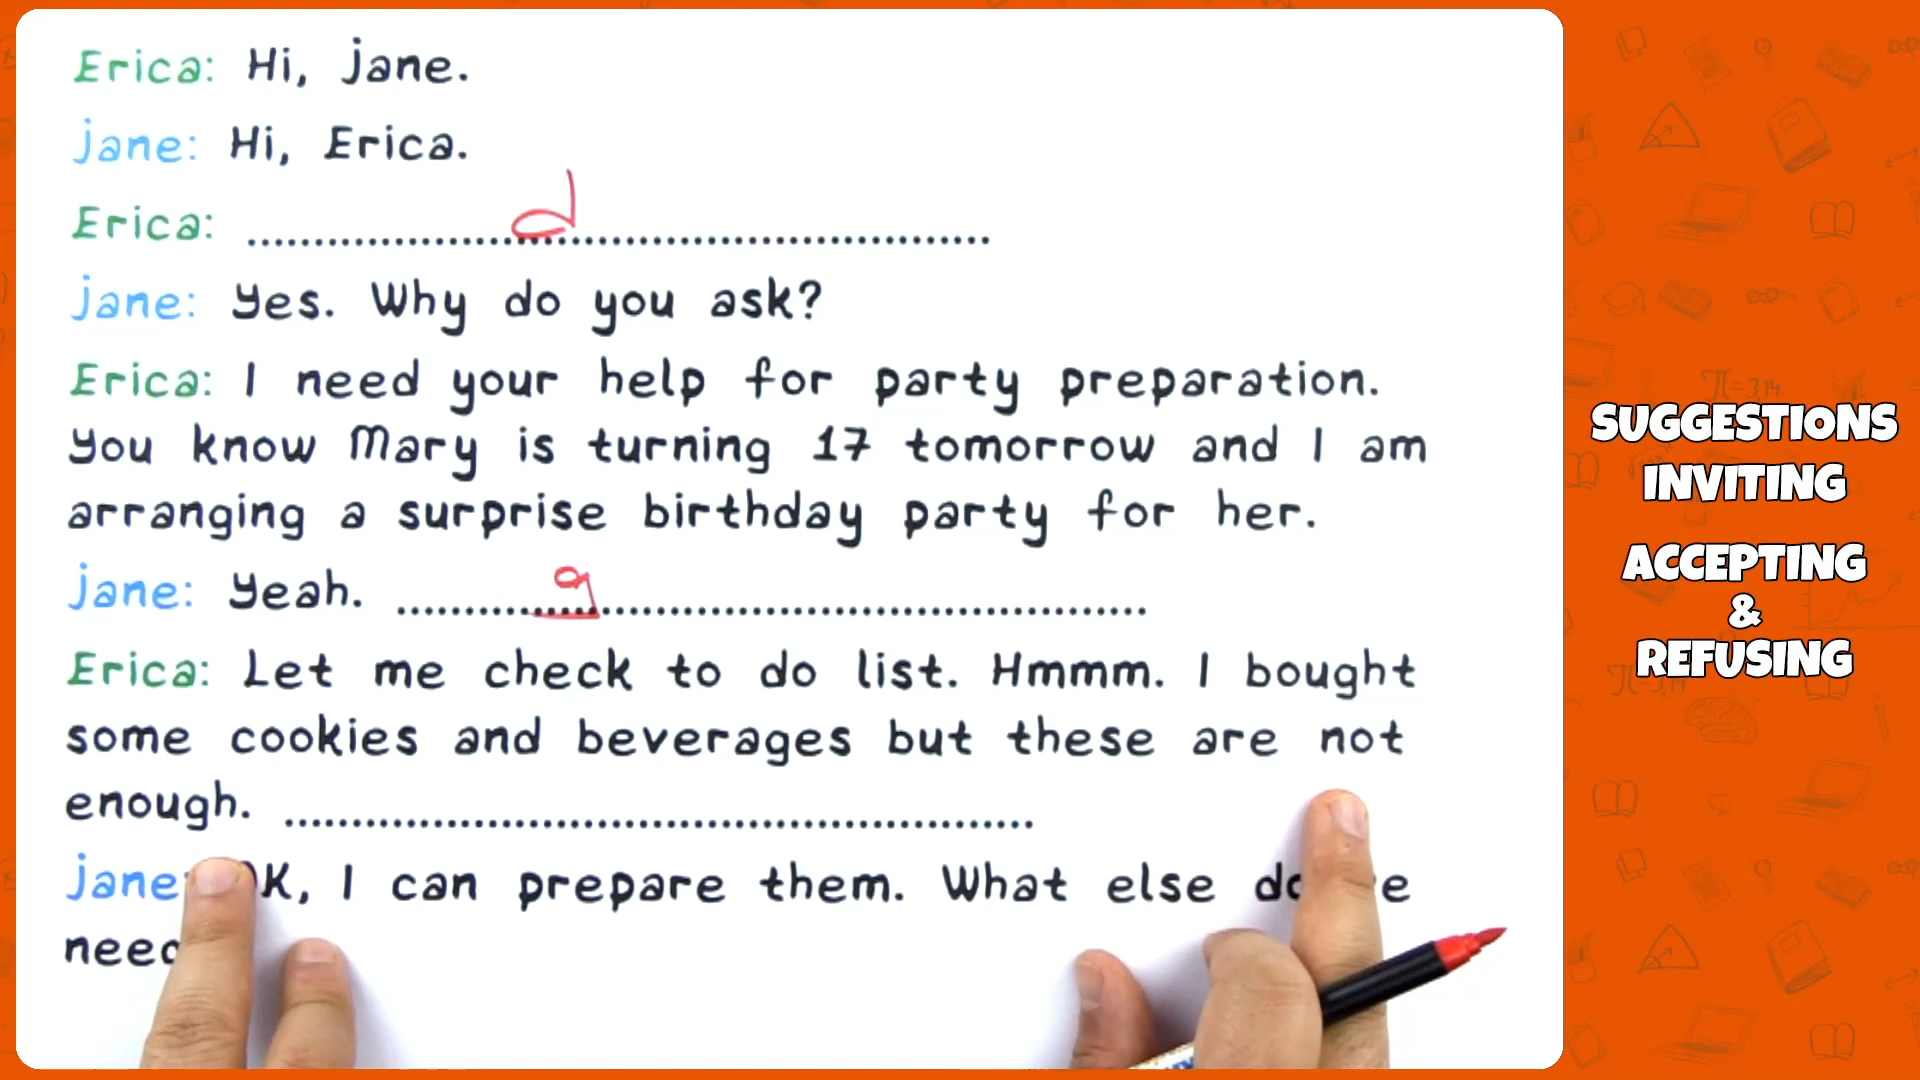 Erica: Hi, jane.
jane: Hi, Erica.
Erica: ..................d..................
jane: Yes. Why do you ask?
Erica: I need your help for party preparation.
You know Mary is turning 17 tomorrow and I am
arranging a surprise birthday party for her.
jane: Yeah. ..................g..................
Erica: Let me check to do list. Hmmm. I bought
some cookies and beverages but these are not
enough. ....................................
jane: OK, I can prepare them. What else
SUGGESTIONS
INVITING
ACCEPTING
&
REFUSING